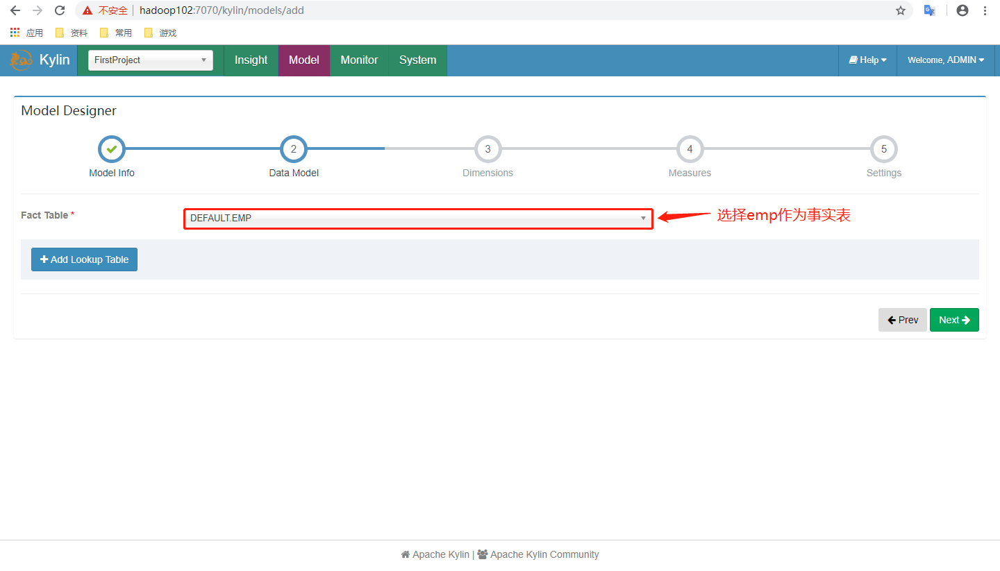 不安全 hadoop102:7070/kylin/models/add
应用 资料 常用 游戏
Kylin FirstProject Insight Model Monitor System Help Welcome, ADMIN
Model Designer
2 3 4 5
Model Info Data Model Dimensions Measures Settings
Fact Table * DEFAULT.EMP 选择emp作为事实表
Add Lookup Table
Prev Next
Apache Kylin | Apache Kylin Community